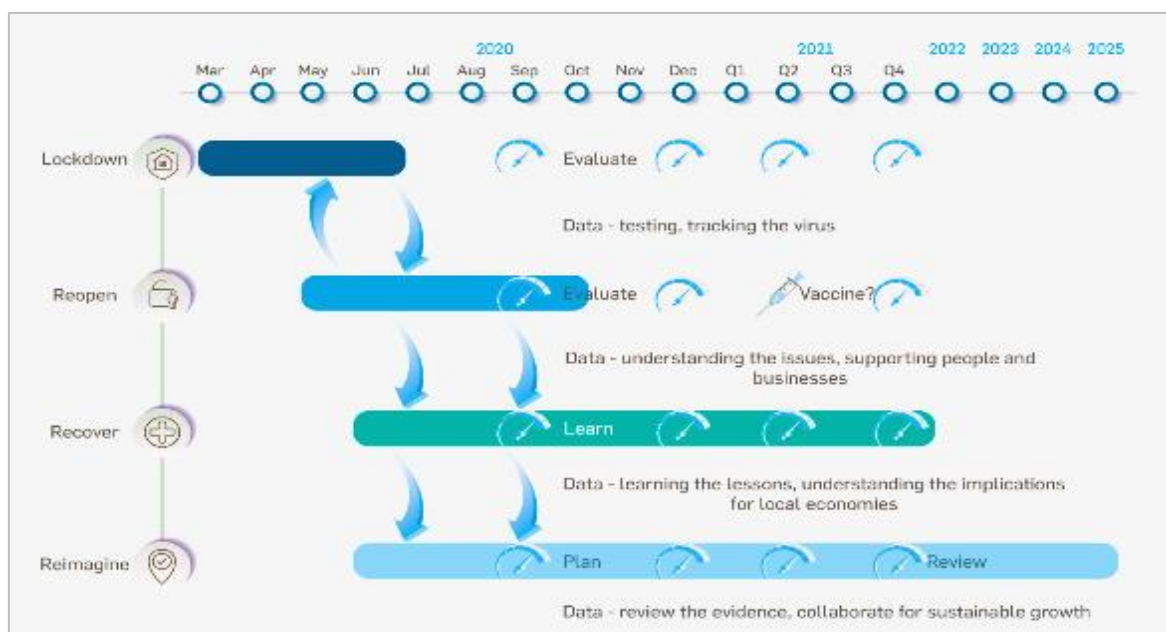 2020 2021 2022 2023 2024 2025
Mar Apr May Jun Jul Aug Sep Oct Nov Dec Q1 Q2 Q3 Q4
Lockdown Evaluate
Data - testing, tracking the virus
Reopen Evaluate Vaccine?
Data - understanding the issues, supporting people and
businesses
Recover Learn
Data - learning the lessons, understanding the implications
for local economies
Reimagine Plan Review
Data - review the evidence, collaborate for sustainable growth